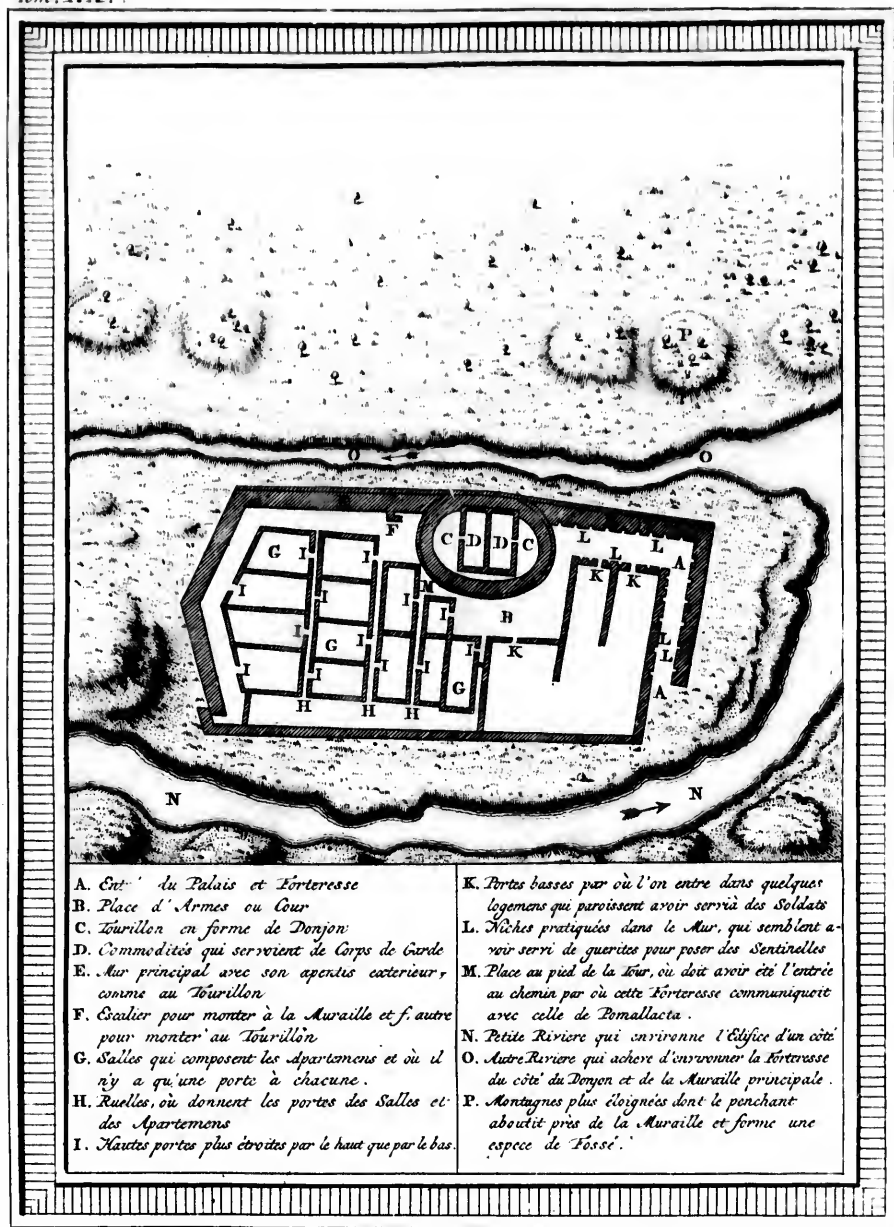 P
O
O
F
C
D
D
C
L
L
L
A
G
I
I
K
K
I
I
I
M
I
B
I
G
I
K
L
L
I
I
I
G
A
H
H
H
N
N
A. Ent du Palais et Forteresse
B. Place d'Armes ou Cour
C. Tourillon en forme de Donjon
D. Commodités qui servoient de Corps de Garde
E. Mur principal avec son apentis exterieur,
comme au Tourillon
F. Escalier pour monter à la Muraille et f. autre
pour monter au Tourillon
G. Salles qui composent les Apartemens et où il
n'y a qu'une porte à chacune.
H. Ruelles, où donnent les portes des Salles et
des Apartemens
I. Hautes portes plus étroites par le haut que par le bas.
K. Portes basses par où l'on entre dans quelques
logemens qui paroissent avoir servi à des Soldats
L. Niches pratiquées dans le Mur, qui semblent a-
voir servi de guerites pour poser des Sentinelles
M. Place au pied de la Tour, où doit avoir été l'entrée
au chemin par où cette Forteresse communiquoit
avec celle de Pomallacta.
N. Petite Riviere qui environne l'Edifice d'un côté
O. Autre Riviere qui acheve d'environner la Forteresse
du côté du Donjon et de la Muraille principale.
P. Montagnes plus éloignées dont le penchant
aboutit près de la Muraille et forme une
espece de Fossé.